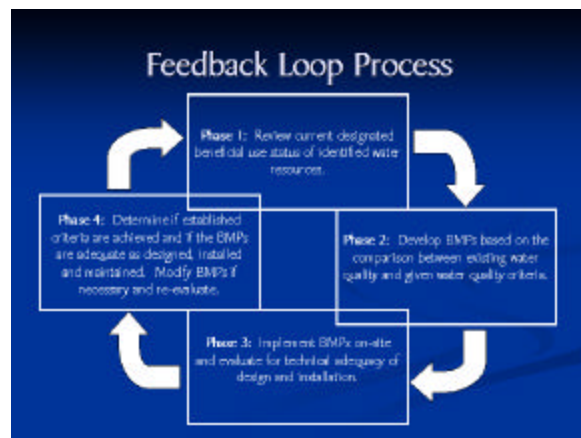 Feedback Loop Process
Phase 1: Review current designated
beneficial use status of identified water
resources.
Phase 4: Determine if established
criteria are achieved and if the BMPs
are adequate as designed, installed
and maintained. Modify BMPs if
necessary and re-evaluate.
Phase 2: Develop BMPs based on the
comparison between existing water
quality and given water quality criteria.
Phase 3: Implement BMPs on-site
and evaluate for technical adequacy of
design and installation.